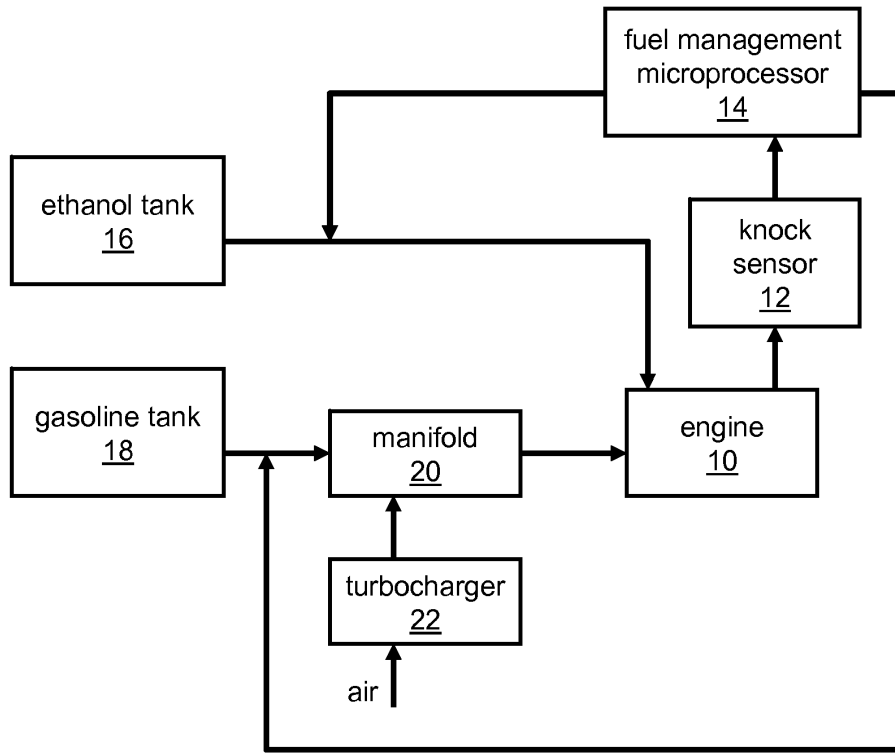 fuel management
microprocessor
14
ethanol tank
16
knock
sensor
12
gasoline tank
18
manifold
20
engine
10
turbocharger
22
air